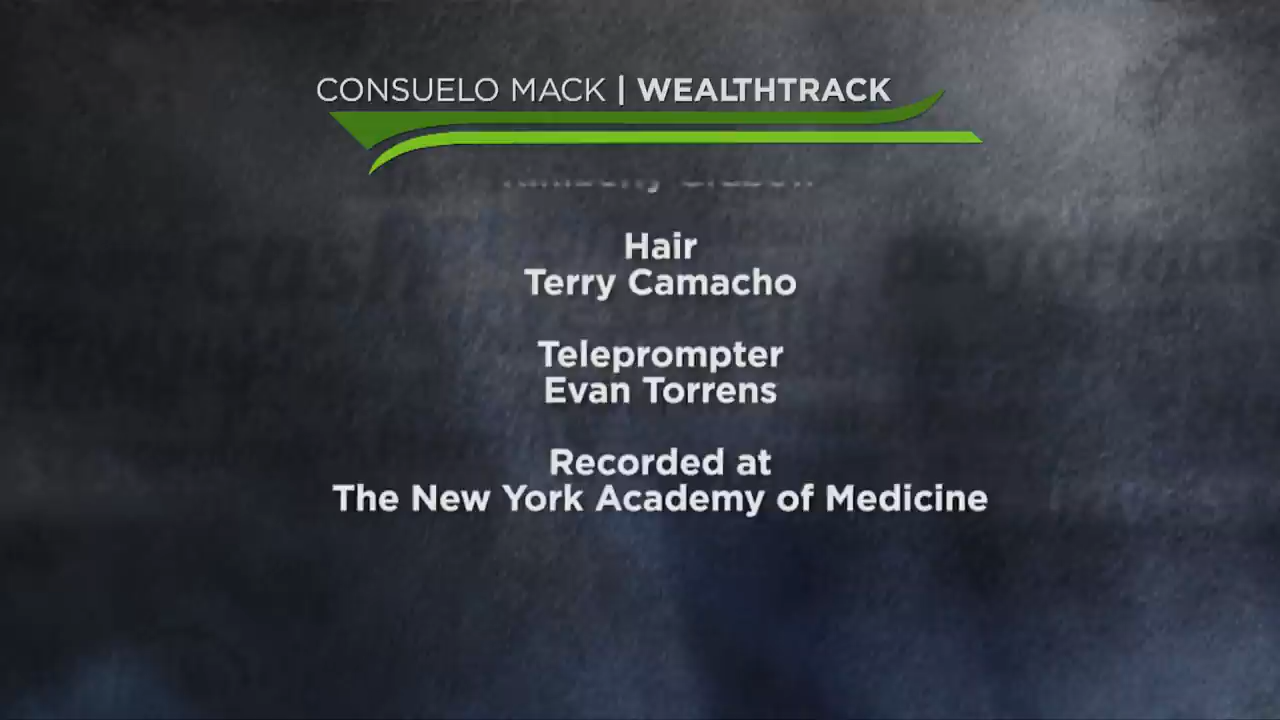 CONSUELO MACK | WEALTHTRACK
Hair
Terry Camacho
Teleprompter
Evan Torrens
Recorded at
The New York Academy of Medicine